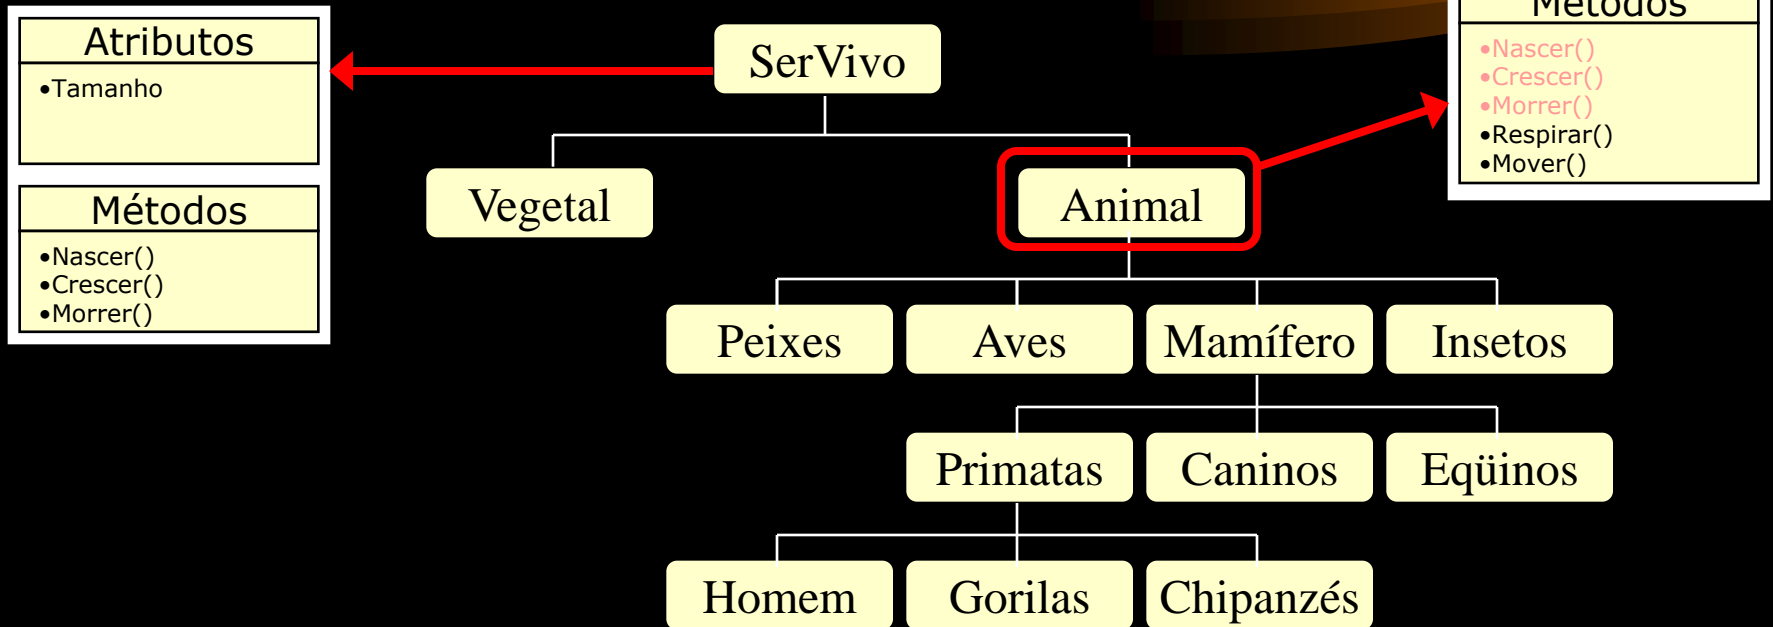 Atributos
•Tamanho
Métodos
•Nascer()
•Crescer()
•Morrer()
SerVivo
Métodos
•Nascer()
•Crescer()
•Morrer()
•Respirar()
•Mover()
Vegetal
Animal
Peixes
Aves
Mamífero
Insetos
Primatas
Caninos
Eqüinos
Homem
Gorilas
Chipanzés